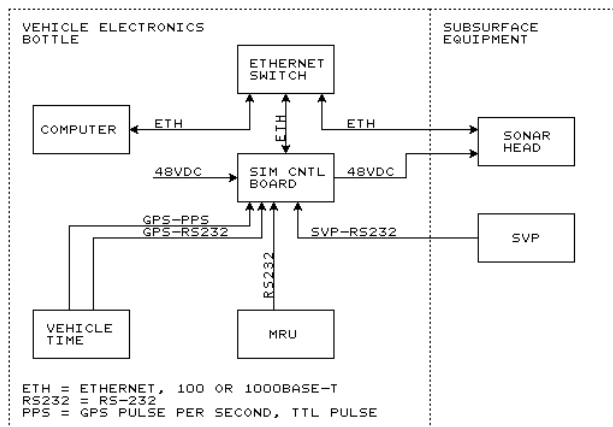 VEHICLE ELECTRONICS
BOTTLE
SUBSURFACE
EQUIPMENT
ETHERNET
SWITCH
COMPUTER
ETH
ETH
ETH
SONAR
HEAD
48VDC
SIM CNTL
BOARD
48VDC
GPS-PPS
GPS-RS232
SVP-RS232
SVP
RS232
VEHICLE
TIME
MRU
ETH = ETHERNET, 100 OR 1000BASE-T
RS232 = RS-232
PPS = GPS PULSE PER SECOND, TTL PULSE